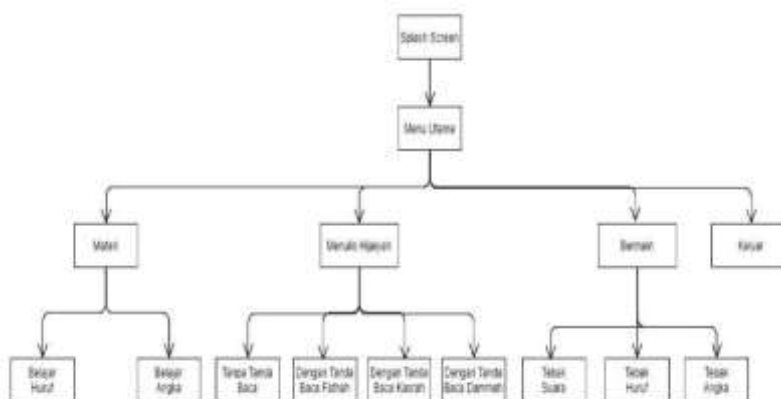 Splash Screen
Menu Utama
Materi
Menulis Hijaiyah
Bermain
Keluar
Belajar
Huruf
Belajar
Angka
Tanpa Tanda
Baca
Dengan Tanda
Baca Fathah
Dengan Tanda
Baca Kasrah
Dengan Tanda
Baca Dammah
Tebak
Suara
Tebak
Huruf
Tebak
Angka